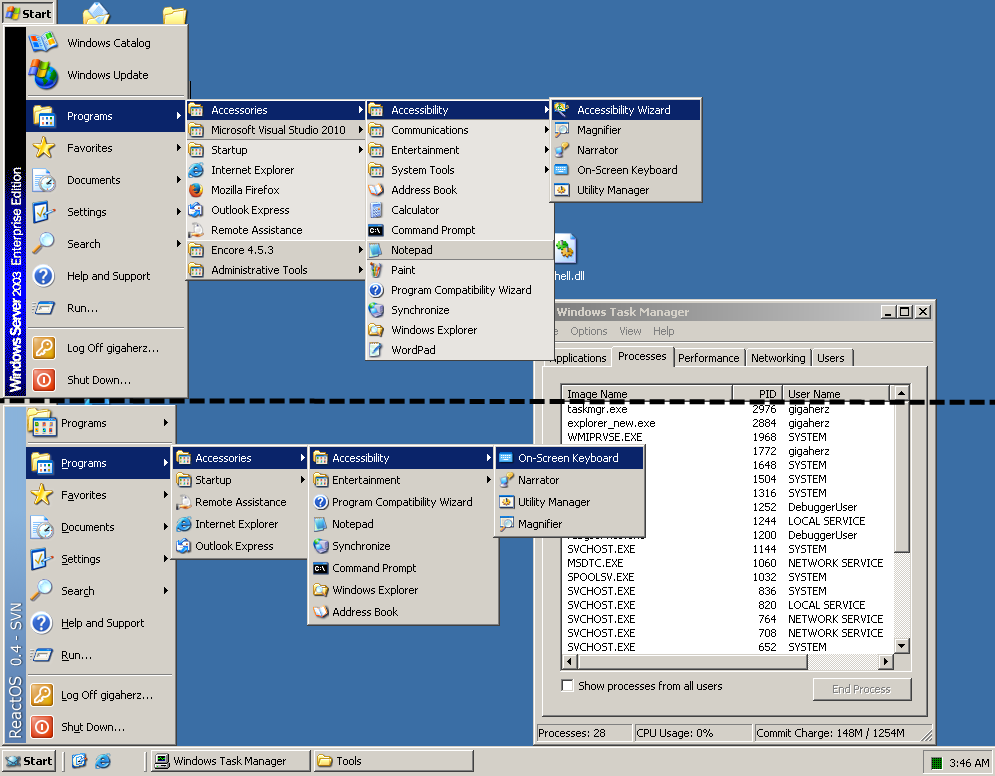 Start
Windows Catalog
Windows Update
Programs
Favorites
Documents
Settings
Search
Help and Support
Run...
Log Off gigaherz...
Shut Down...
Windows Server 2003 Enterprise Edition
Accessories
Microsoft Visual Studio 2010
Startup
Internet Explorer
Mozilla Firefox
Outlook Express
Remote Assistance
Encore 4.5.3
Administrative Tools
Accessibility
Communications
Entertainment
System Tools
Address Book
Calculator
Command Prompt
Notepad
Paint
Program Compatibility Wizard
Synchronize
Windows Explorer
WordPad
Accessibility Wizard
Magnifier
Narrator
On-Screen Keyboard
Utility Manager
hell.dll
Windows Task Manager
e Options View Help
Applications Processes Performance Networking Users
Image Name PID User Name
taskmgr.exe 2976 gigaherz
explorer_new.exe 2884 gigaherz
WMIPRVSE.EXE 1968 SYSTEM
1772 gigaherz
1648 SYSTEM
1504 SYSTEM
1316 SYSTEM
1252 DebuggerUser
1244 LOCAL SERVICE
1200 DebuggerUser
SVCHOST.EXE 1144 SYSTEM
MSDTC.EXE 1060 NETWORK SERVICE
SPOOLSV.EXE 1032 SYSTEM
SVCHOST.EXE 836 SYSTEM
SVCHOST.EXE 820 LOCAL SERVICE
SVCHOST.EXE 764 NETWORK SERVICE
SVCHOST.EXE 708 NETWORK SERVICE
SVCHOST.EXE 652 SYSTEM
Show processes from all users
End Process
Processes: 28 CPU Usage: 0% Commit Charge: 148M / 1254M
Programs
Programs
Favorites
Documents
Settings
Search
Help and Support
Run...
Log Off gigaherz...
Shut Down...
ReactOS 0.4 - SVN
Accessories
Startup
Remote Assistance
Internet Explorer
Outlook Express
Accessibility
Entertainment
Program Compatibility Wizard
Notepad
Synchronize
Command Prompt
Windows Explorer
Address Book
On-Screen Keyboard
Narrator
Utility Manager
Magnifier
Start
Windows Task Manager
Tools
3:46 AM